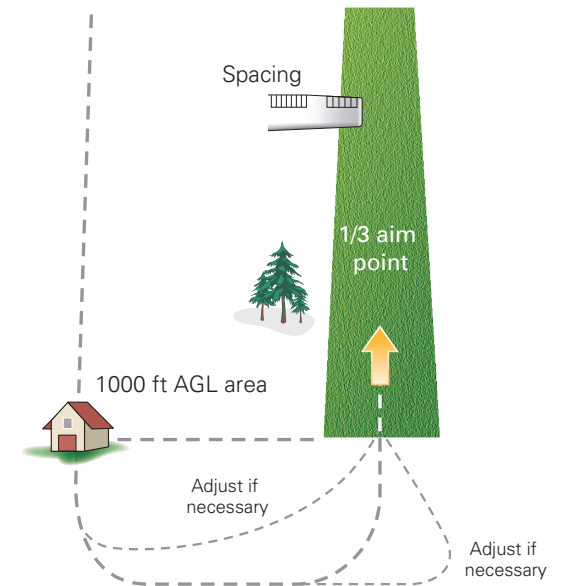 Spacing
1/3 aim
point
1000 ft AGL area
Adjust if
necessary
Adjust if
necessary